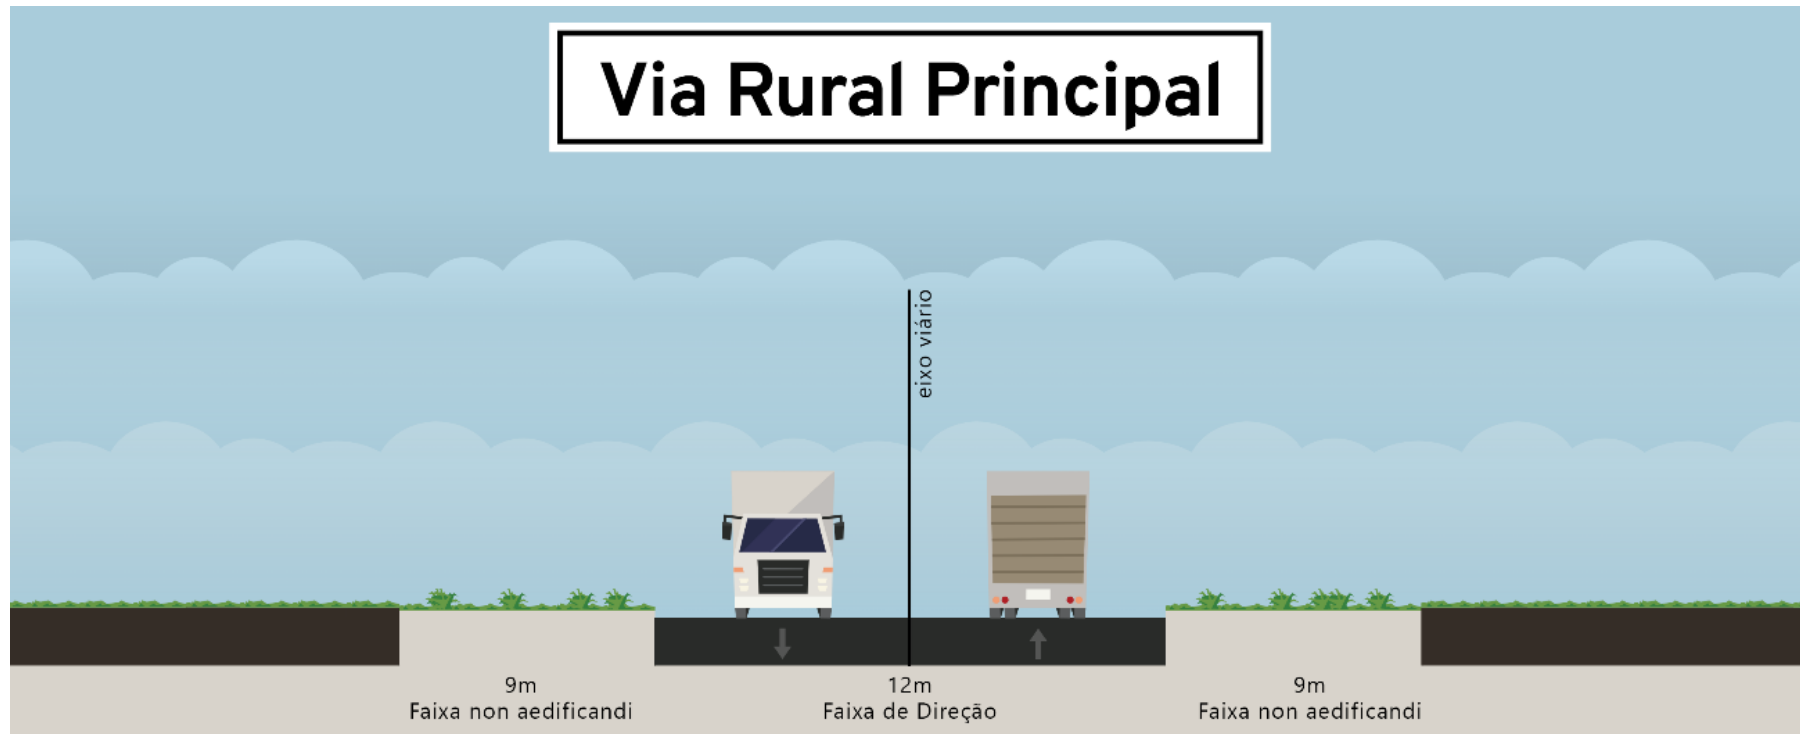 Via Rural Principal
eixo viário
9m
Faixa non aedificandi
12m
Faixa de Direção
9m
Faixa non aedificandi